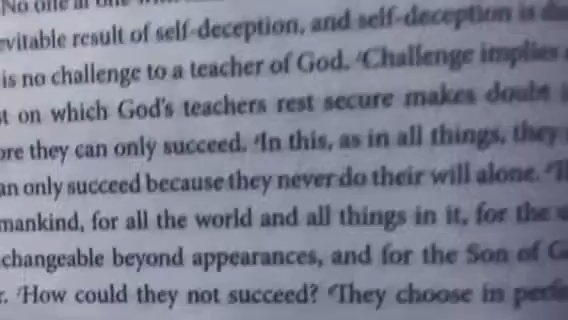 No one at one with
evitable result of self-deception, and self-deception is
is no challenge to a teacher of God. Challenge implies
on which God's teachers rest secure makes doubt
ore they can only succeed. In this, as in all things, they
an only succeed because they never do their will alone.
mankind, for all the world and all things in it, for the
changeable beyond appearances, and for the Son of
How could they not succeed? They choose in